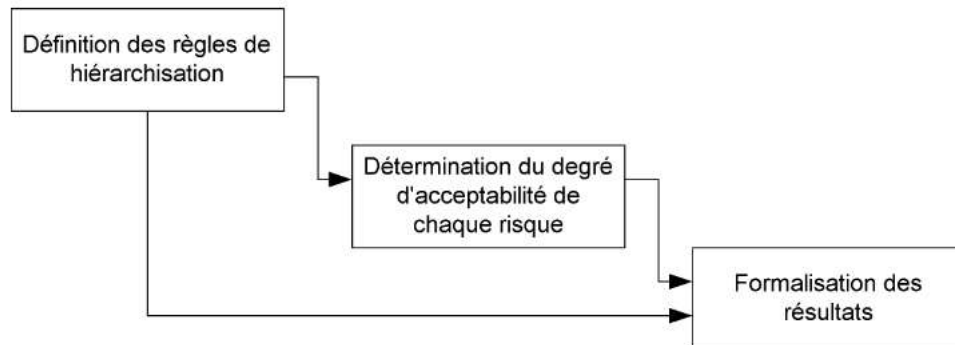 Définition des règles de
hiérarchisation
Détermination du degré
d'acceptabilité de
chaque risque
Formalisation des
résultats